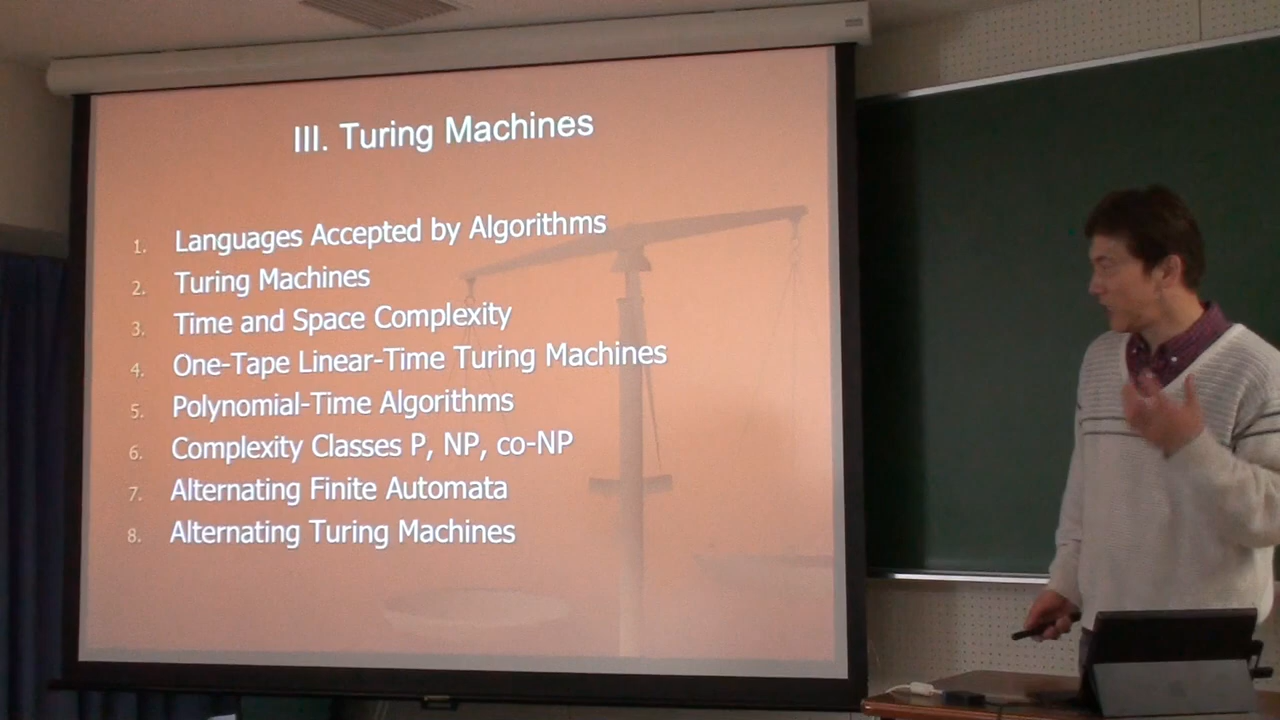 III. Turing Machines
1. Languages Accepted by Algorithms
2. Turing Machines
3. Time and Space Complexity
4. One-Tape Linear-Time Turing Machines
5. Polynomial-Time Algorithms
6. Complexity Classes P, NP, co-NP
7. Alternating Finite Automata
8. Alternating Turing Machines